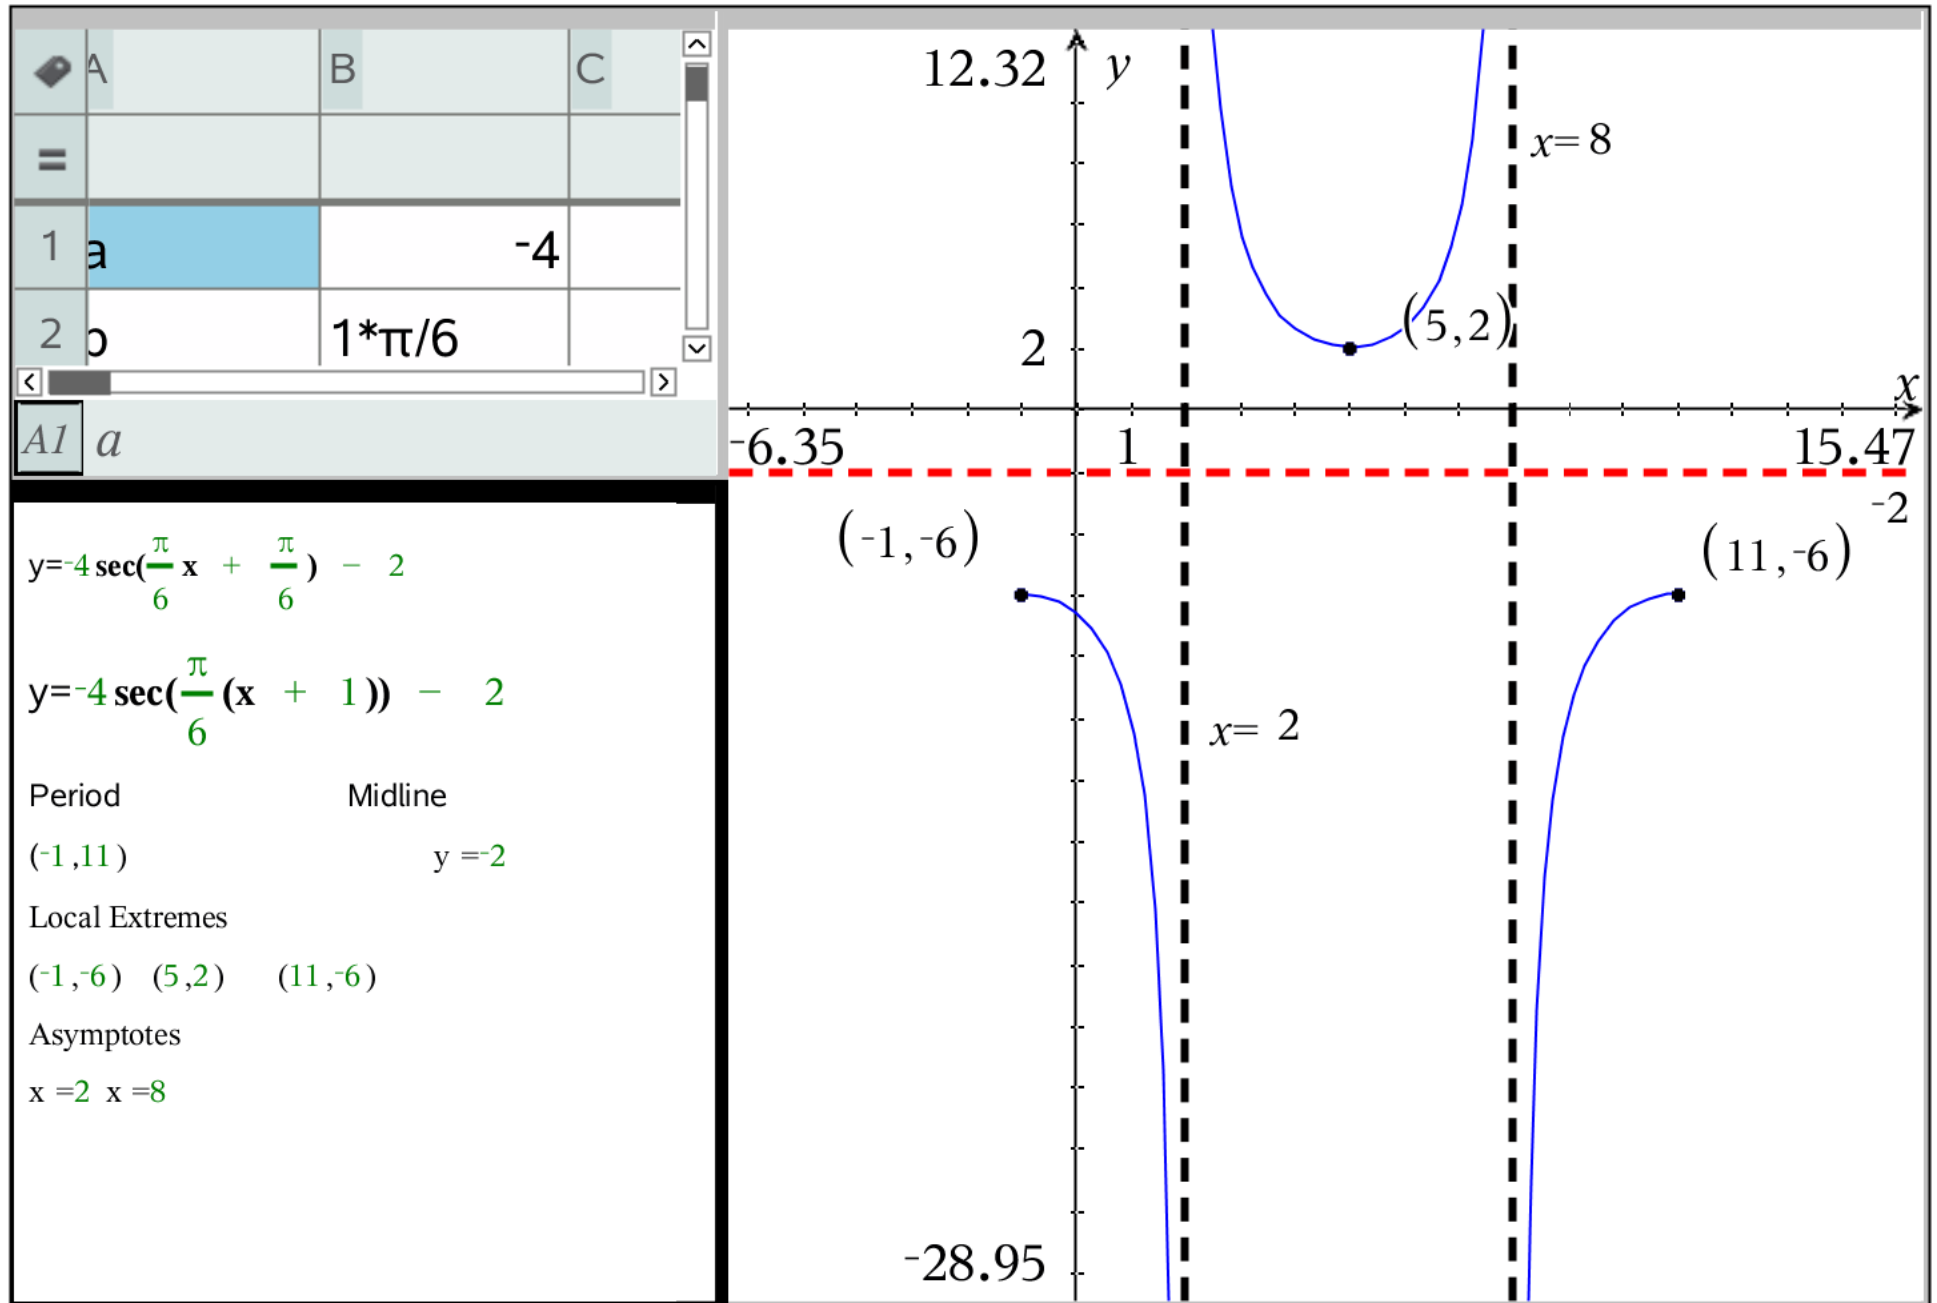 A B C
=
1 a ⁻4
2 b 1*π/6
A1 a
y=⁻4 sec(π/6 x + π/6) − 2
y=⁻4 sec(π/6 (x + 1)) − 2
Period Midline
(⁻1,11) y =⁻2
Local Extremes
(⁻1,⁻6) (5,2) (11,⁻6)
Asymptotes
x =2 x =8
12.32 y
x= 8
(5,2)
2
x
⁻6.35 1 15.47
⁻2
(⁻1,⁻6) (11,⁻6)
x= 2
⁻28.95